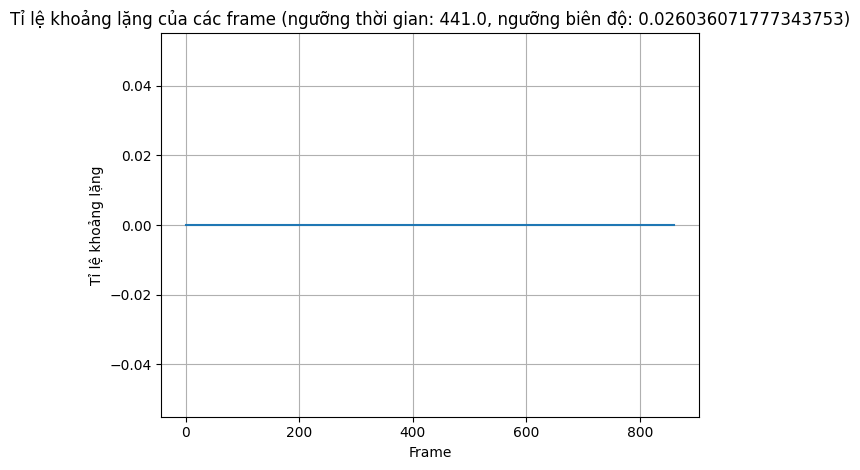 Tỉ lệ khoảng lặng của các frame (ngưỡng thời gian: 441.0, ngưỡng biên độ: 0.026036071777343753)
0.04
0.02
0.00
−0.02
−0.04
Tỉ lệ khoảng lặng
0 200 400 600 800
Frame